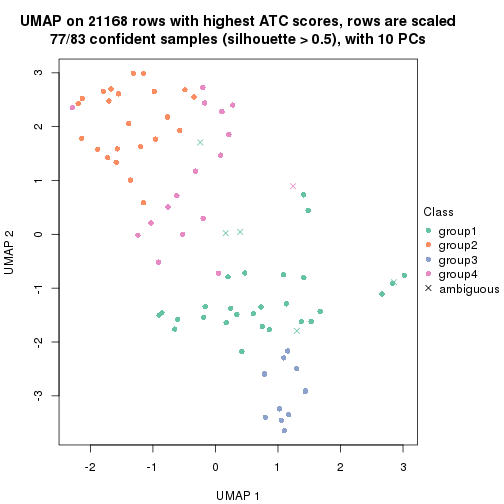 UMAP on 21168 rows with highest ATC scores, rows are scaled
77/83 confident samples (silhouette > 0.5), with 10 PCs
3
2
1
0
-1
-2
-3
UMAP 2
-2
-1
0
1
2
3
UMAP 1
Class
group1
group2
group3
group4
ambiguous